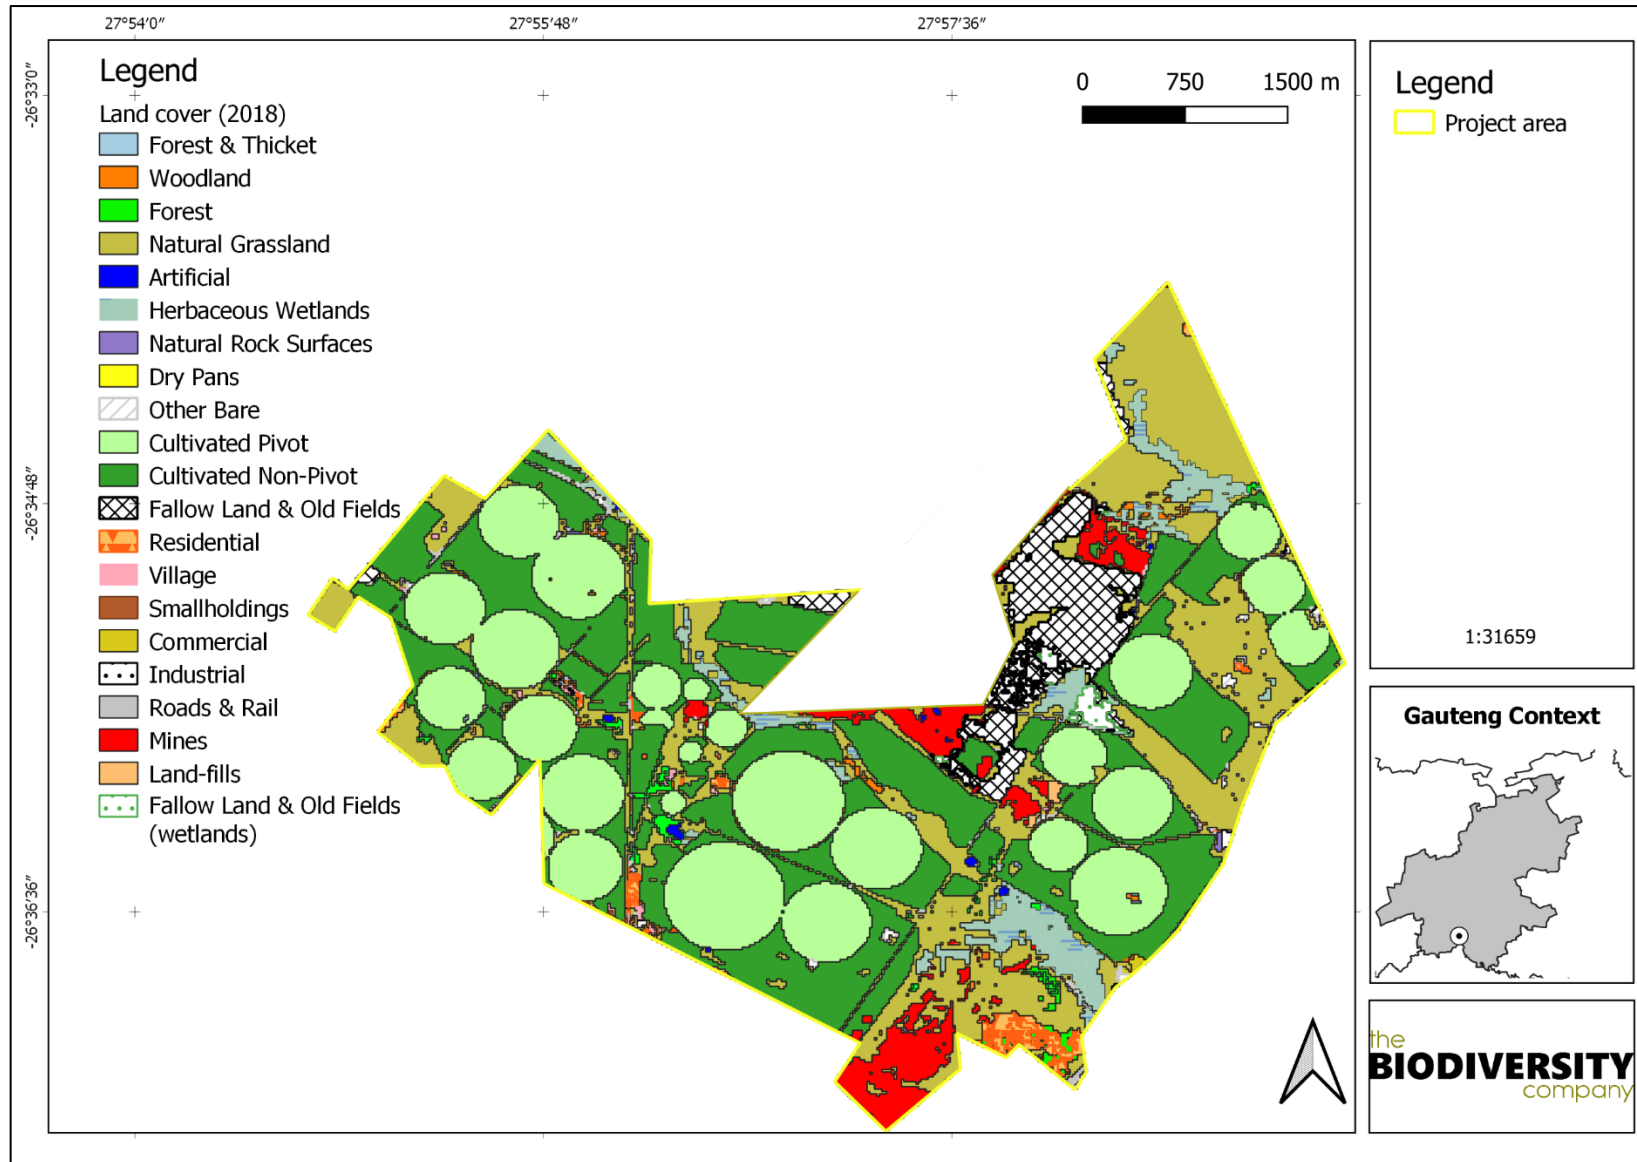 27°54′0″
27°55′48″
27°57′36″
-26°33′0″
-26°34′48″
-26°36′36″
Legend
Land cover (2018)
Forest & Thicket
Woodland
Forest
Natural Grassland
Artificial
Herbaceous Wetlands
Natural Rock Surfaces
Dry Pans
Other Bare
Cultivated Pivot
Cultivated Non-Pivot
Fallow Land & Old Fields
Residential
Village
Smallholdings
Commercial
Industrial
Roads & Rail
Mines
Land-fills
Fallow Land & Old Fields
(wetlands)
0 750 1500 m
Legend
Project area
1:31659
Gauteng Context
the
BIODIVERSITY
company